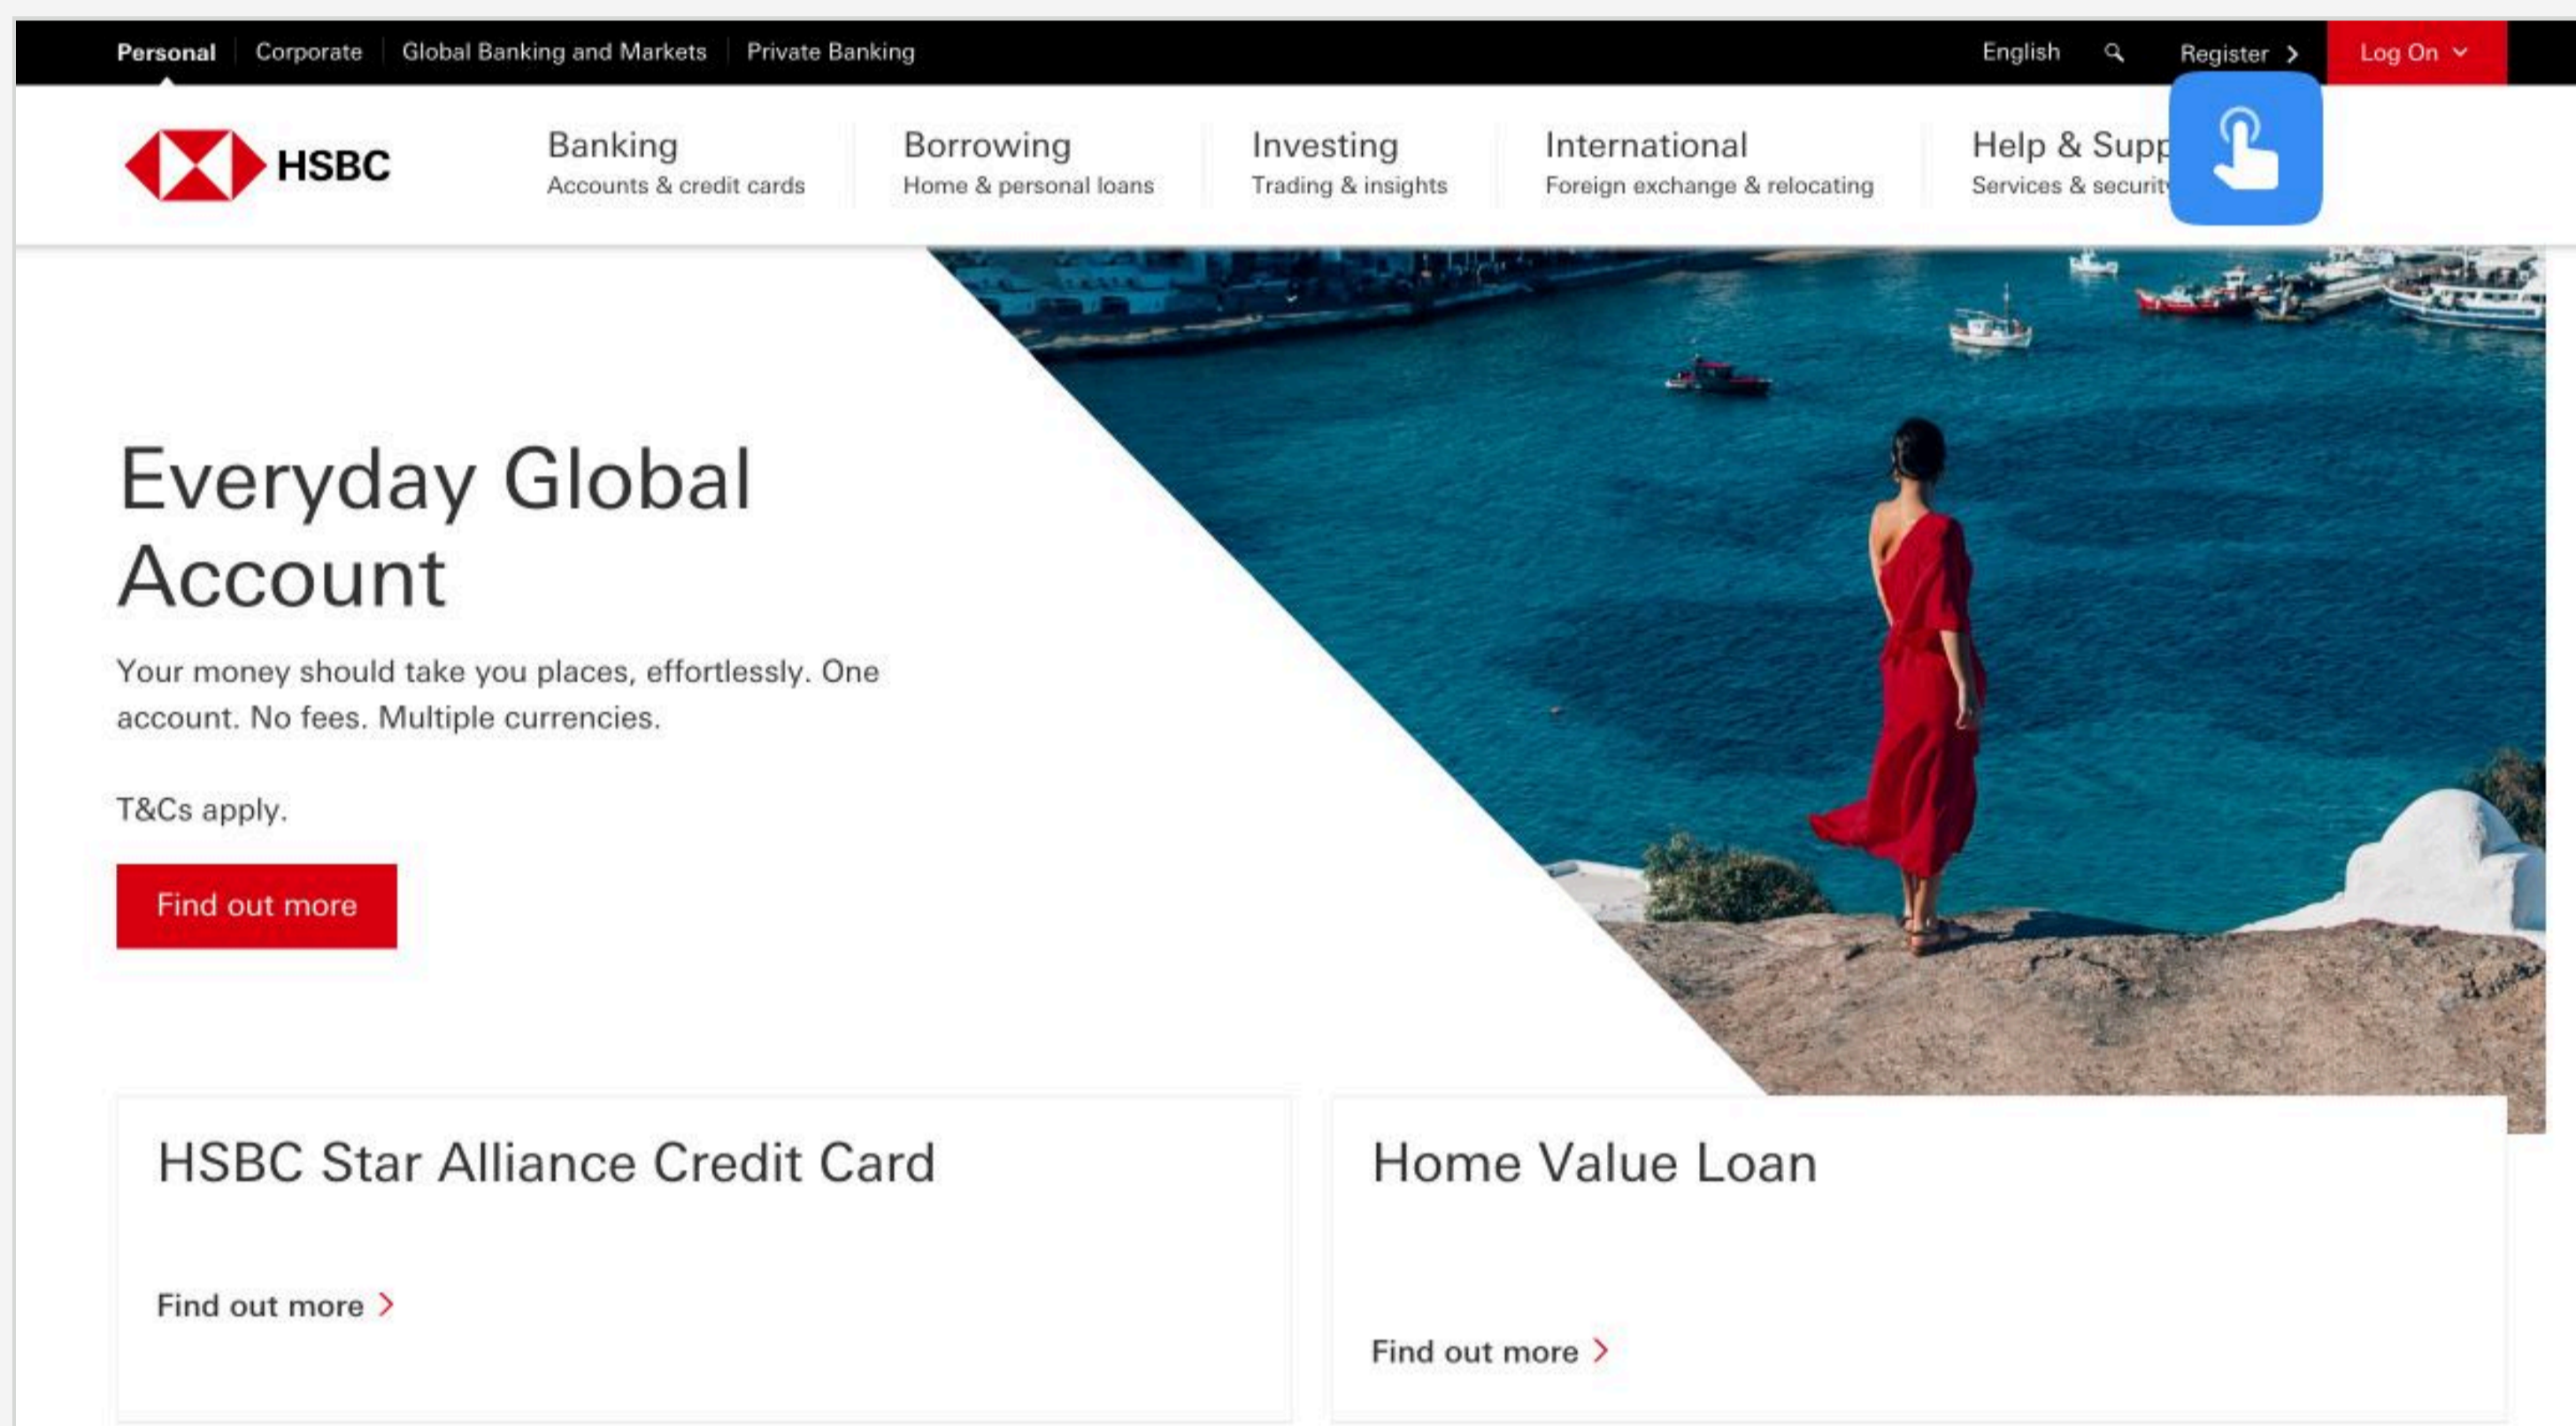 Personal
Corporate
Global Banking and Markets
Private Banking
English
Register
Log On
HSBC
Banking
Accounts & credit cards
Borrowing
Home & personal loans
Investing
Trading & insights
International
Foreign exchange & relocating
Help & Supp
Services & securit
Everyday Global
Account
Your money should take you places, effortlessly. One
account. No fees. Multiple currencies.
T&Cs apply.
Find out more
HSBC Star Alliance Credit Card
Find out more
Home Value Loan
Find out more